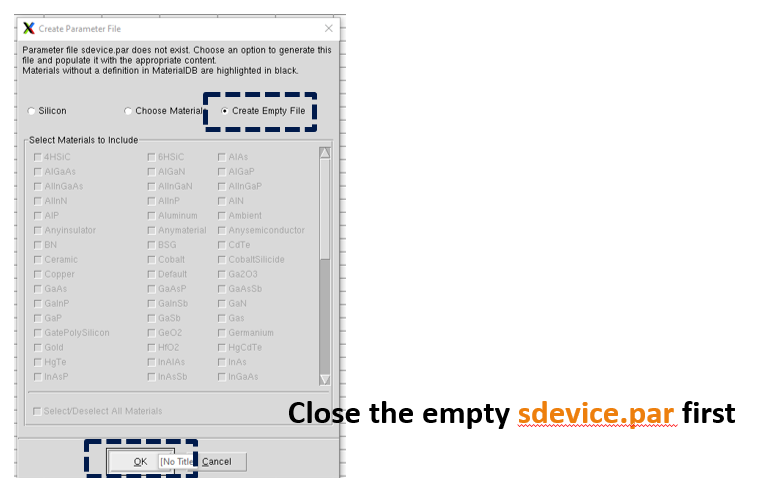 Create Parameter File
Parameter file sdevice.par does not exist. Choose an option to generate this
file and populate it with the appropriate content.
Materials without a definition in MaterialDB are highlighted in black.
Silicon Choose Materials Create Empty File
Select Materials to Include
4HSiC 6HSiC AlAs
AlGaAs AlGaN AlGaP
AlInGaAs AlInGaN AlInGaP
AlInN AlInP AlN
AlP Aluminum Ambient
Anyinsulator Anymaterial Anysemiconductor
BN BSG CdTe
Ceramic Cobalt CobaltSilicide
Copper Default Ga2O3
GaAs GaAsP GaAsSb
GaInP GaInSb GaN
GaP GaSb Gas
GatePolySilicon GeO2 Germanium
Gold HfO2 HgCdTe
HgTe InAlAs InAs
InAsP InAsSb InGaAs
Select/Deselect All Materials
Close the empty sdevice.par first
OK [No Title Cancel